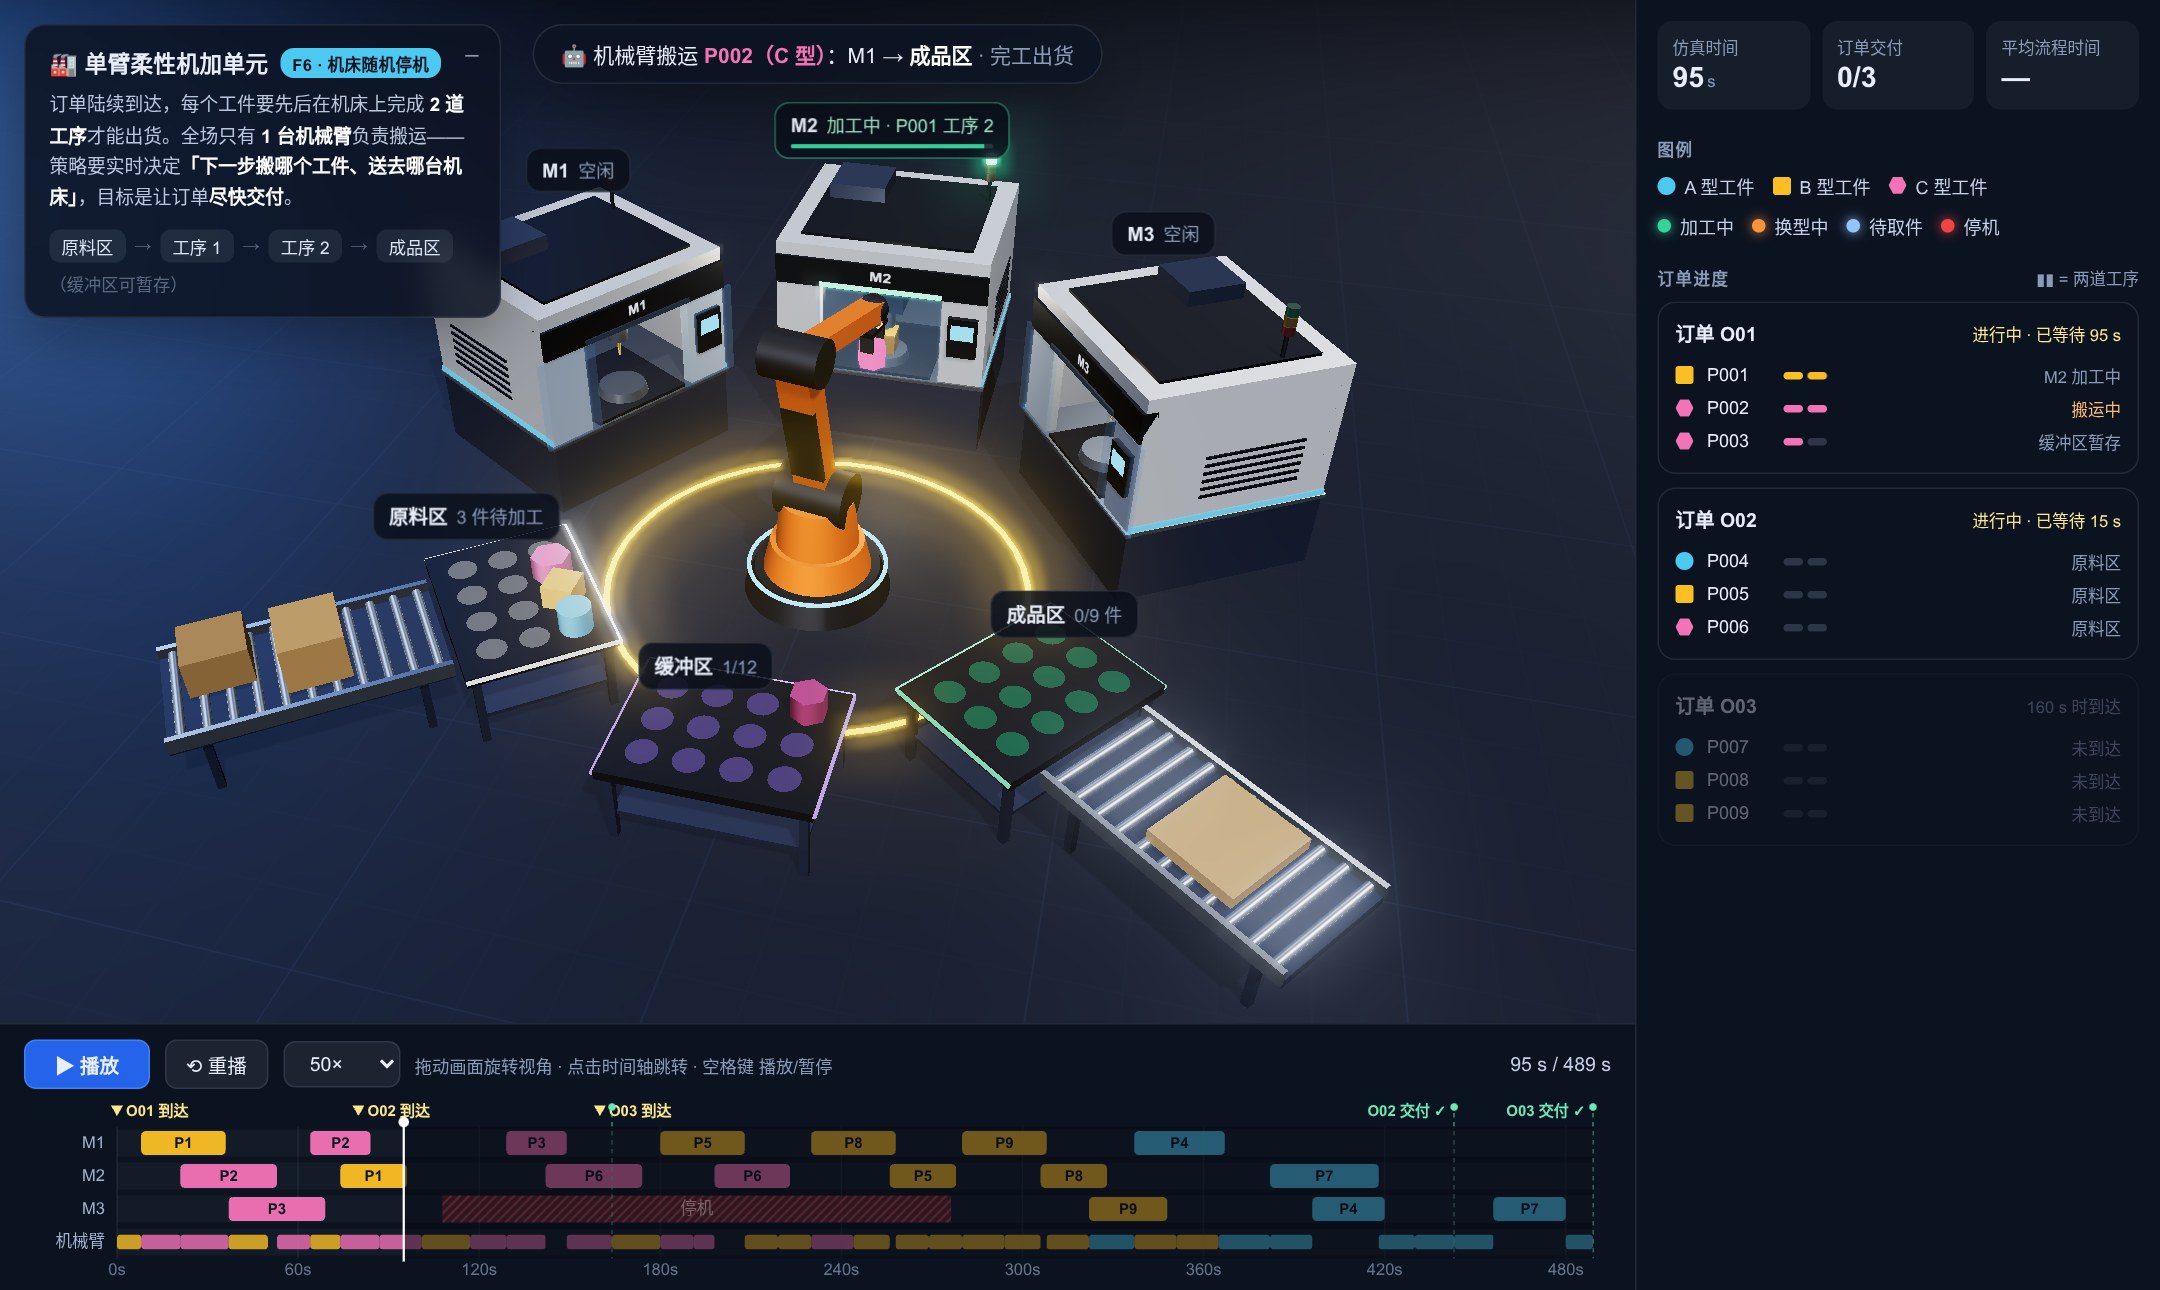 🏭 单臂柔性机加单元 F6 · 机床随机停机 −
订单陆续到达，每个工件要先后在机床上完成 2 道
工序才能出货。全场只有 1 台机械臂负责搬运——
策略要实时决定「下一步搬哪个工件、送去哪台机
床」，目标是让订单尽快交付。
原料区 → 工序 1 → 工序 2 → 成品区
（缓冲区可暂存）
🤖 机械臂搬运 P002（C 型）：M1 → 成品区 · 完工出货
M2 加工中 · P001 工序 2
M1 空闲
M3 空闲
M1
M2
M3
原料区 3 件待加工
缓冲区 1/12
成品区 0/9 件
仿真时间
95 s
订单交付
0/3
平均流程时间
—
图例
A 型工件 B 型工件 C 型工件
加工中 换型中 待取件 停机
订单进度 ▮▮ = 两道工序
订单 O01 进行中 · 已等待 95 s
P001 M2 加工中
P002 搬运中
P003 缓冲区暂存
订单 O02 进行中 · 已等待 15 s
P004 原料区
P005 原料区
P006 原料区
订单 O03 160 s 时到达
P007 未到达
P008 未到达
P009 未到达
▶ 播放 ⟲ 重播 50× 拖动画面旋转视角 · 点击时间轴跳转 · 空格键 播放/暂停 95 s / 489 s
▼O01 到达 ▼O02 到达 ▼O03 到达 O02 交付 ✓ O03 交付 ✓
M1 P1 P2 P3 P5 P8 P9 P4
M2 P2 P1 P6 P6 P5 P8 P7
M3 P3 停机 P9 P4 P7
机械臂
0s 60s 120s 180s 240s 300s 360s 420s 480s